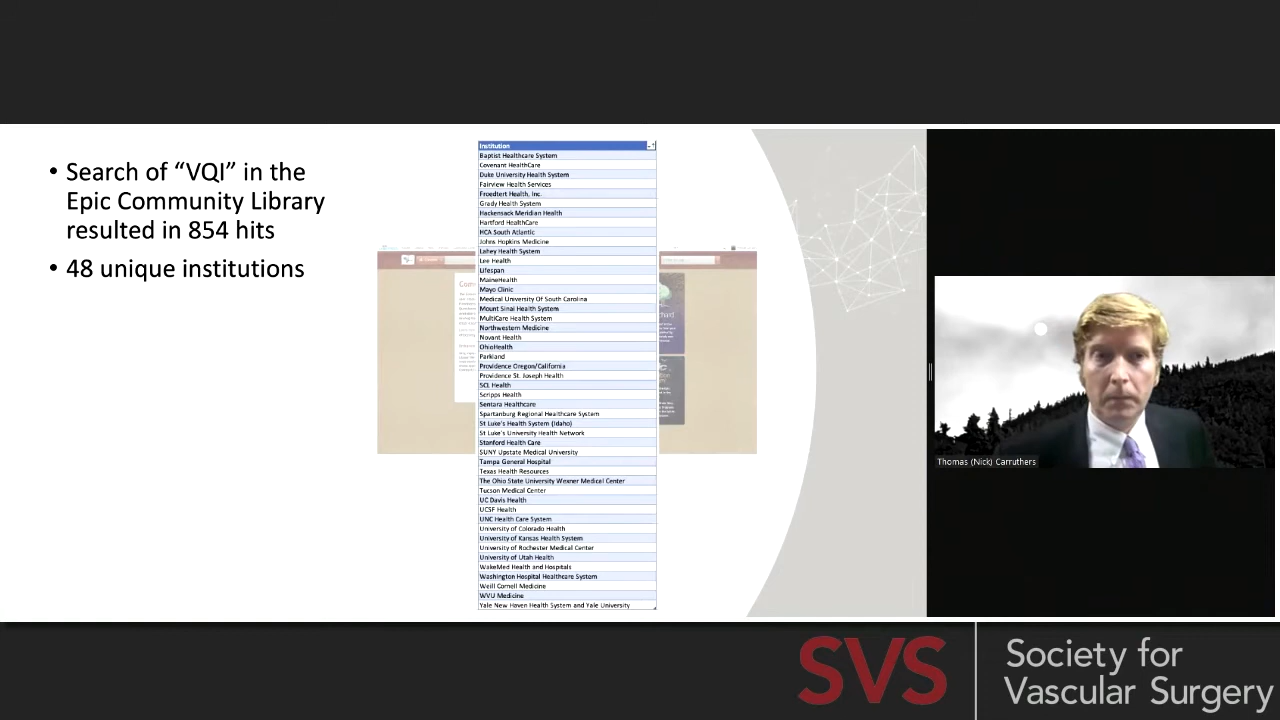 • Search of “VQI” in the
Epic Community Library
resulted in 854 hits
• 48 unique institutions
Institution
Baptist Healthcare System
Covenant HealthCare
Duke University Health System
Fairview Health Services
Froedtert Health, Inc.
Grady Health System
Hackensack Meridian Health
Hartford HealthCare
HCA South Atlantic
Johns Hopkins Medicine
Lahey Health System
Lee Health
Lifespan
MaineHealth
Mayo Clinic
Medical University Of South Carolina
Mount Sinai Health System
MultiCare Health System
Northwestern Medicine
Novant Health
OhioHealth
Parkland
Providence Oregon/California
Providence St. Joseph Health
SCL Health
Scripps Health
Sentara Healthcare
Spartanburg Regional Healthcare System
St Luke's Health System (Idaho)
St Luke's University Health Network
Stanford Health Care
SUNY Upstate Medical University
Tampa General Hospital
Texas Health Resources
The Ohio State University Wexner Medical Center
Tucson Medical Center
UC Davis Health
UCSF Health
UNC Health Care System
University of Colorado Health
University of Kansas Health System
University of Rochester Medical Center
University of Utah Health
WakeMed Health and Hospitals
Washington Hospital Healthcare System
Weill Cornell Medicine
WVU Medicine
Yale New Haven Health System and Yale University
Thomas (Nick) Carruthers
SVS
Society for
Vascular Surgery